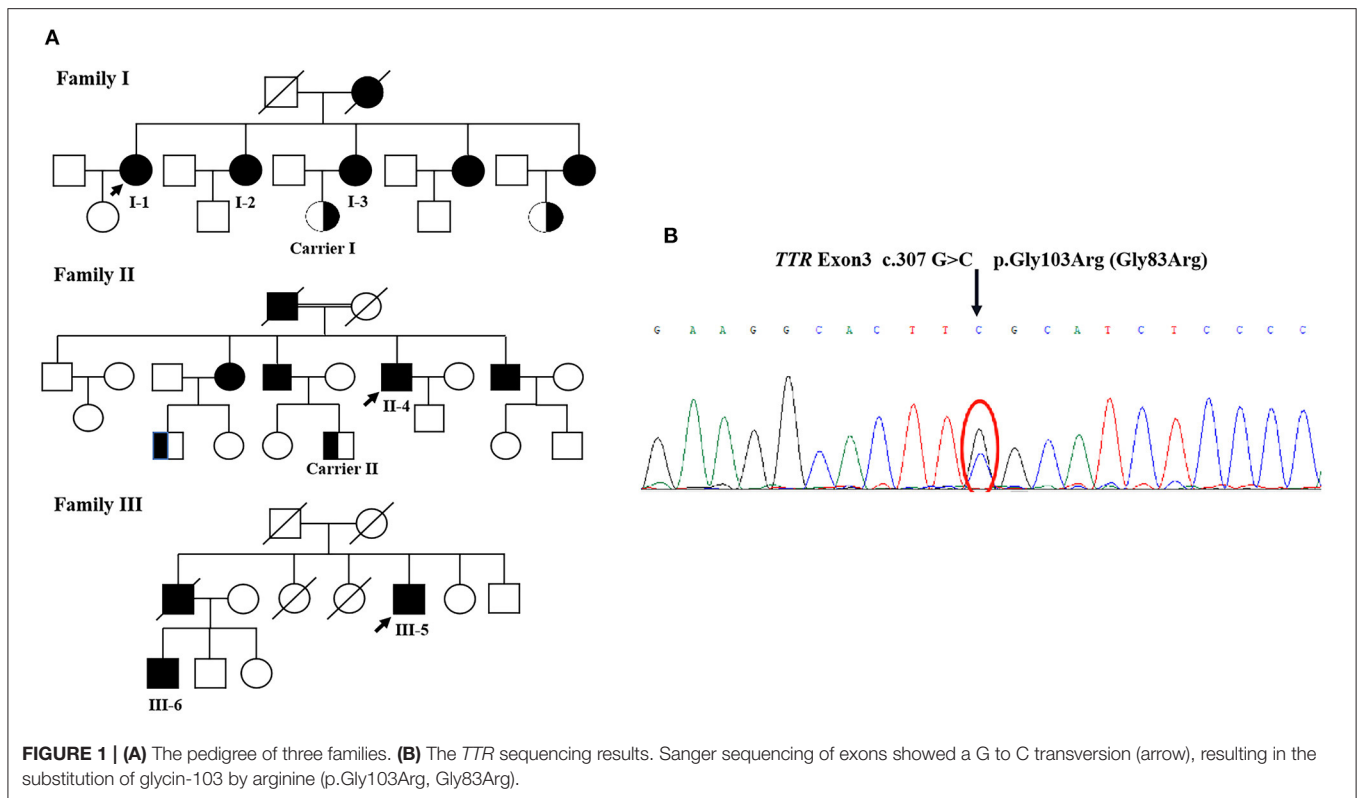 A
Family I
I-1
I-2
I-3
Carrier I
Family II
II-4
Carrier II
Family III
III-5
III-6
B
TTR Exon3 c.307 G>C p.Gly103Arg (Gly83Arg)
G A A G G C A C T T C G C A T C T C C C C
FIGURE 1 | (A) The pedigree of three families. (B) The TTR sequencing results. Sanger sequencing of exons showed a G to C transversion (arrow), resulting in the
substitution of glycin-103 by arginine (p.Gly103Arg, Gly83Arg).